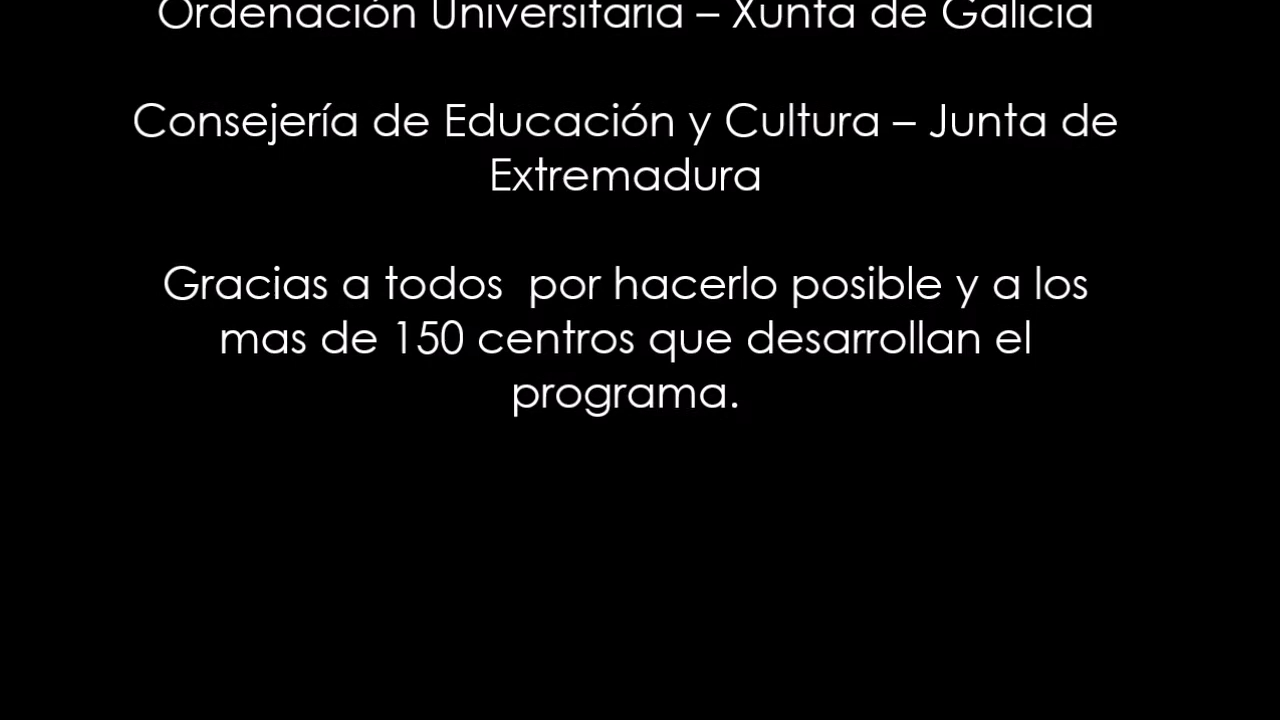 Ordenación Universitaria – Xunta de Galicia
Consejería de Educación y Cultura – Junta de
Extremadura
Gracias a todos  por hacerlo posible y a los
mas de 150 centros que desarrollan el
programa.